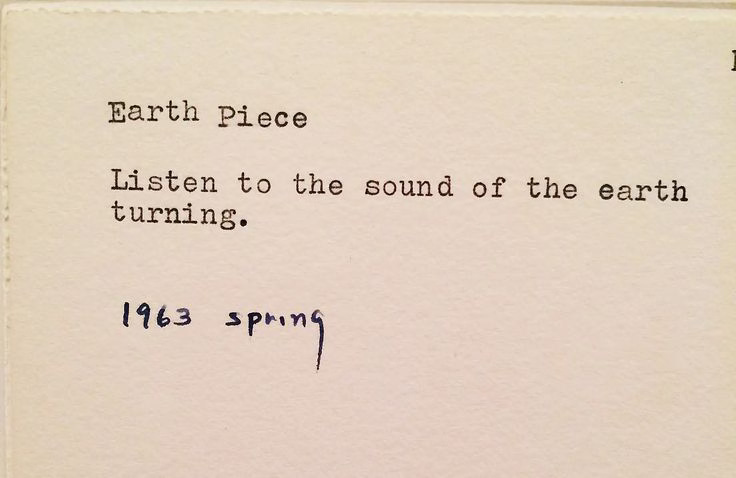 Earth Piece
Listen to the sound of the earth
turning.
1963 spring